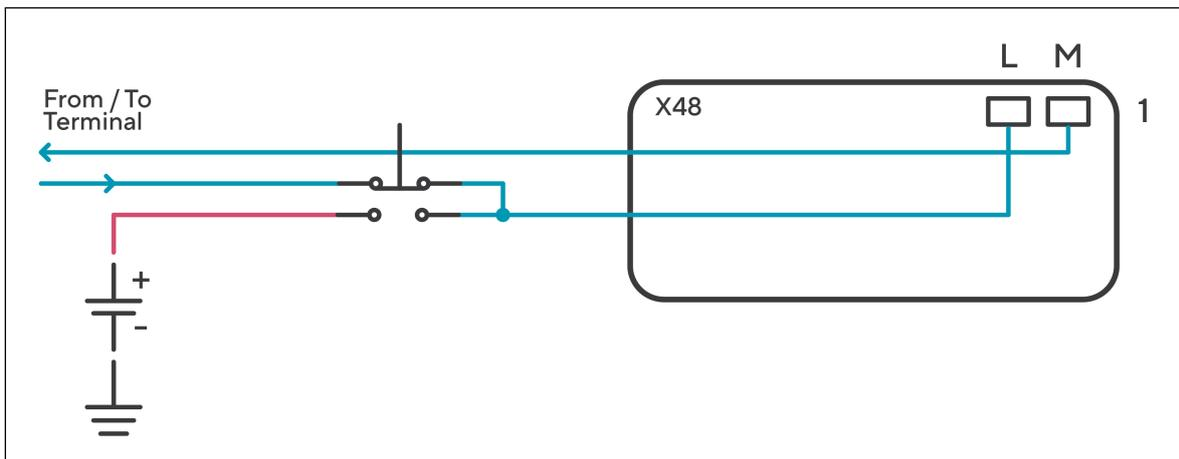 L M
From / To
Terminal
X48
1
+
-